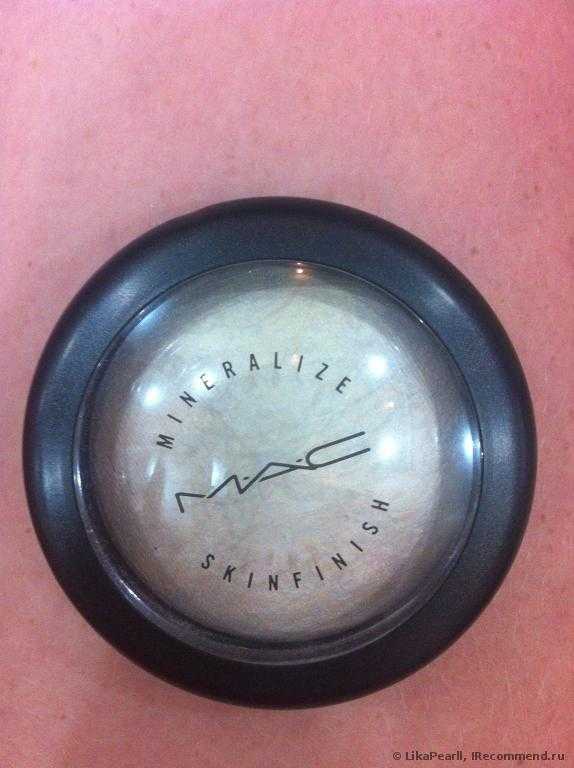 MINERALIZE
MAC
SKINFINISH
© LikaPearll, IRecommend.ru